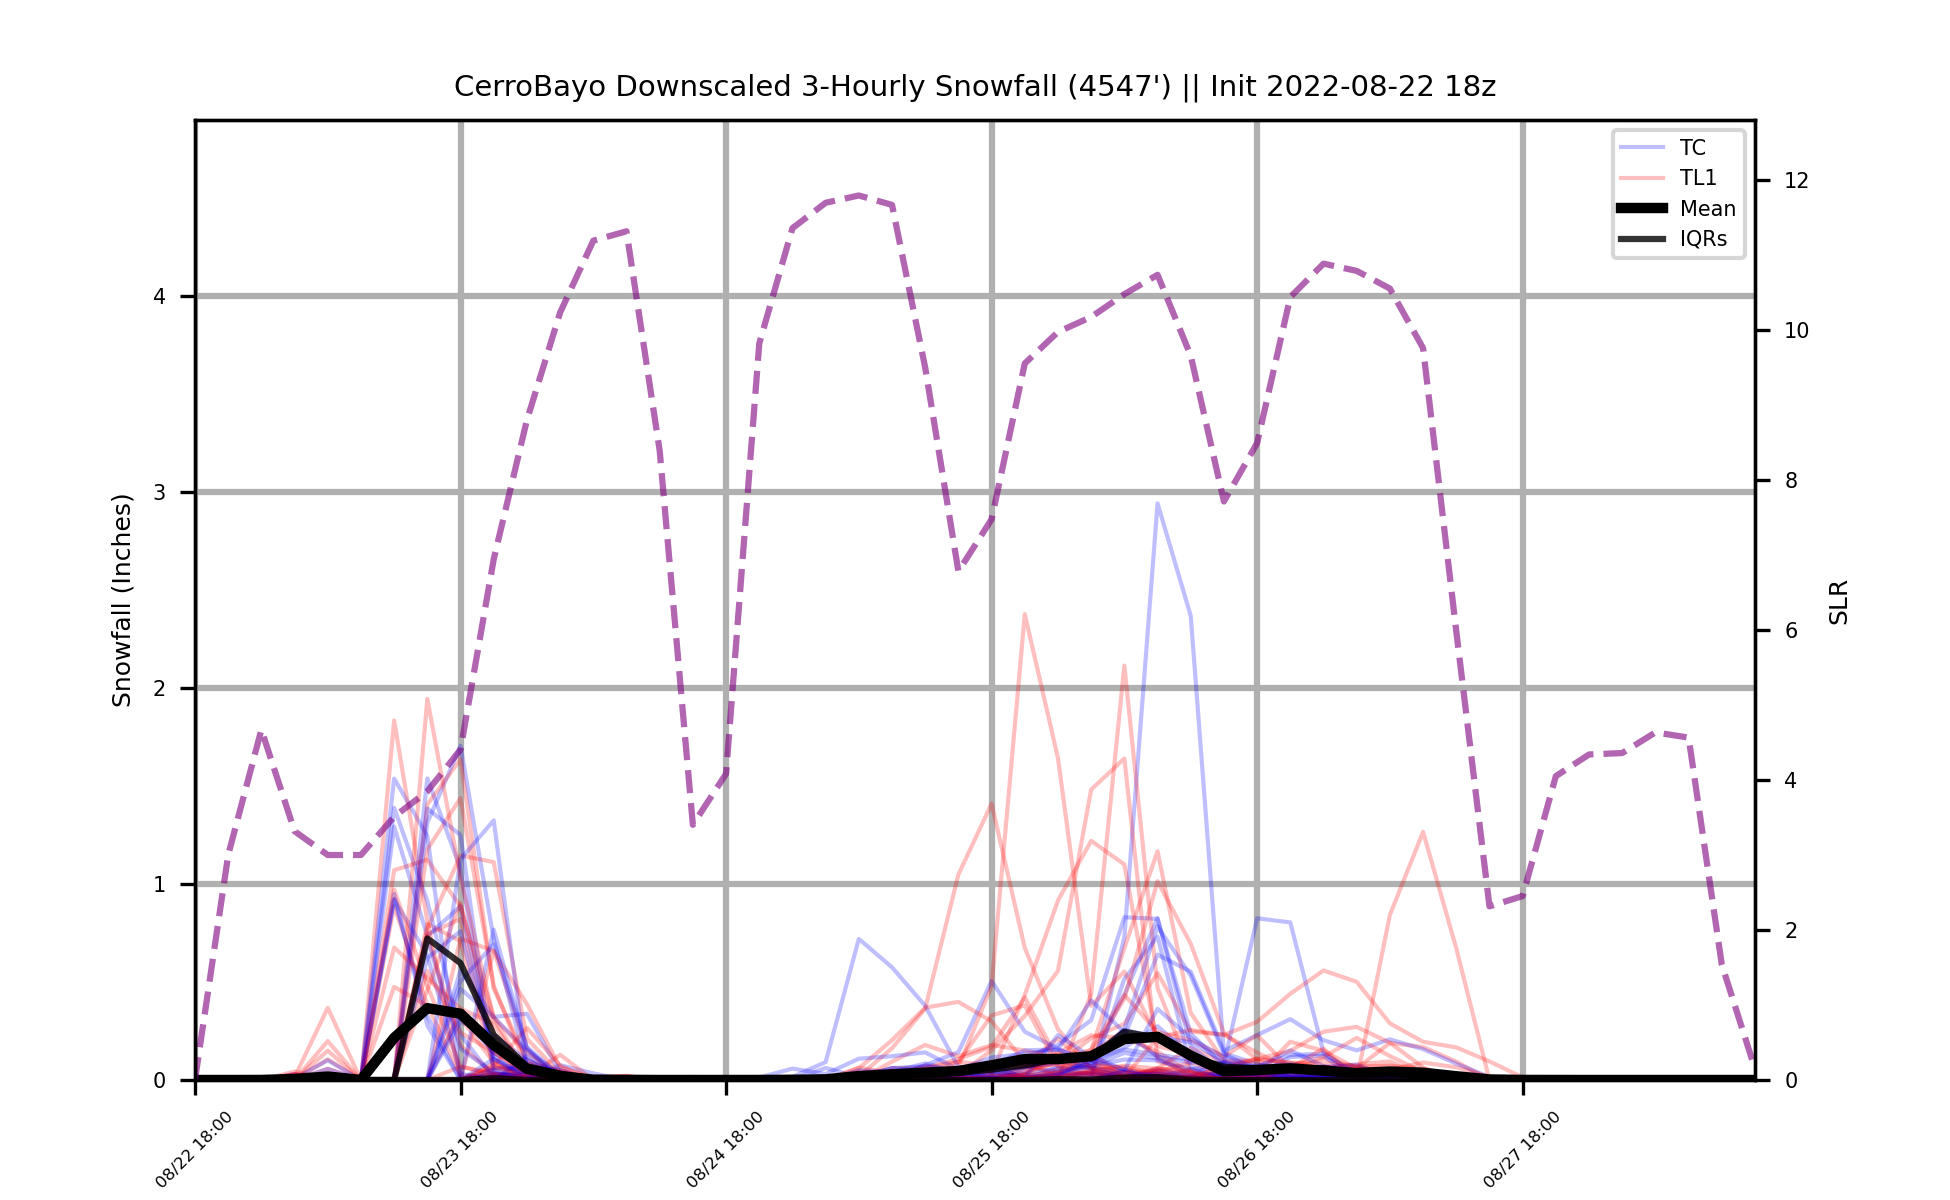 CerroBayo Downscaled 3-Hourly Snowfall (4547') || Init 2022-08-22 18z
TC
TL1
Mean
IQRs
Snowfall (Inches)
4
3
2
1
0
SLR
12
10
8
6
4
2
0
08/22 18:00
08/23 18:00
08/24 18:00
08/25 18:00
08/26 18:00
08/27 18:00